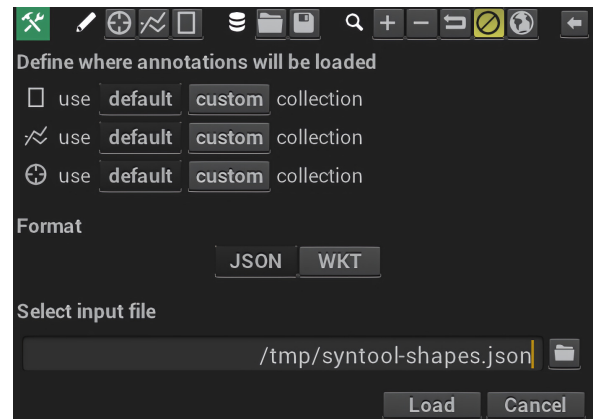 Define where annotations will be loaded
use default custom collection
use default custom collection
use default custom collection
Format
JSON WKT
Select input file
/tmp/syntool-shapes.json
Load Cancel